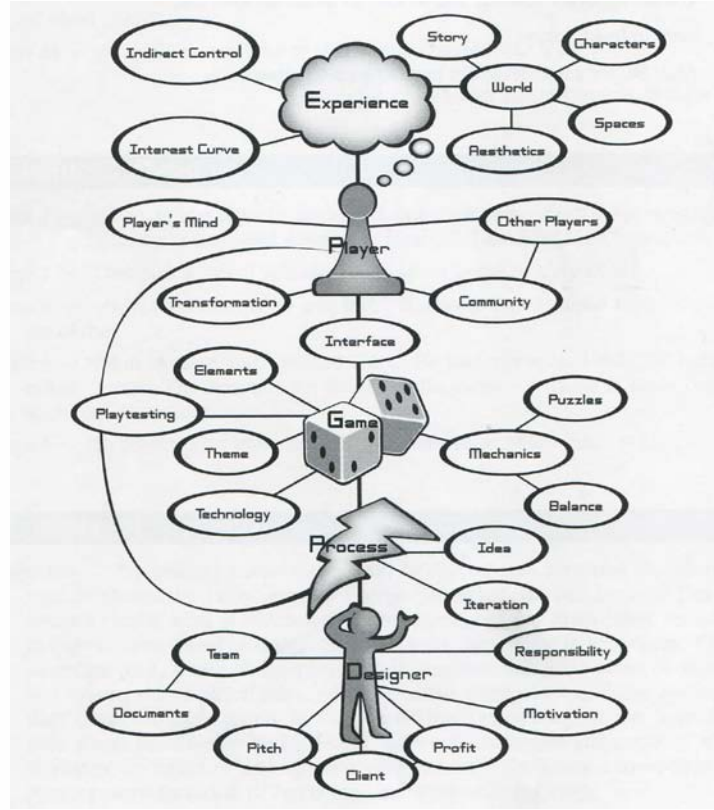 Story
Characters
Indirect Control
Experience
World
Spaces
Interest Curve
Aesthetics
Player's Mind
Other Players
Player
Transformation
Community
Interface
Elements
Puzzles
Playtesting
Game
Theme
Mechanics
Technology
Balance
Process
Idea
Iteration
Team
Responsibility
Designer
Documents
Motivation
Pitch
Profit
Client